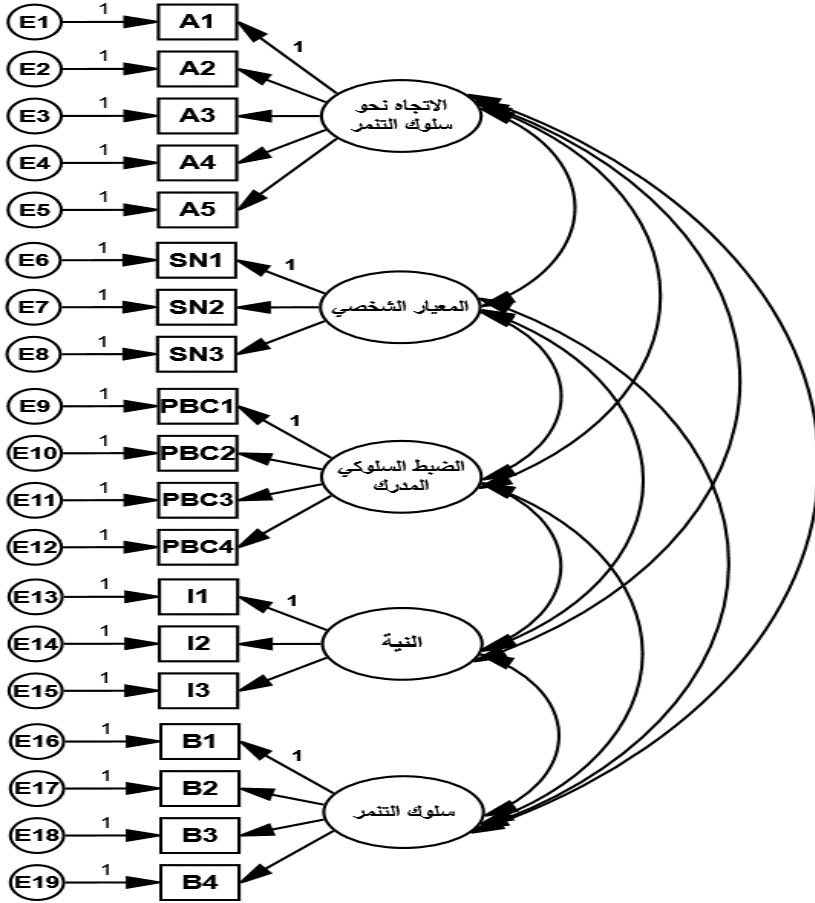 E1 1 A1
1
E2 1 A2
E3 1 A3
الاتجاه نحو
سلوك التنمر
E4 1 A4
E5 1 A5
E6 1 SN1
1
E7 1 SN2
المعيار الشخصي
E8 1 SN3
E9 1 PBC1
1
E10 1 PBC2
الضبط السلوكي
المدرك
E11 1 PBC3
E12 1 PBC4
E13 1 I1
1
E14 1 I2
النية
E15 1 I3
E16 1 B1
1
E17 1 B2
سلوك التنمر
E18 1 B3
E19 1 B4